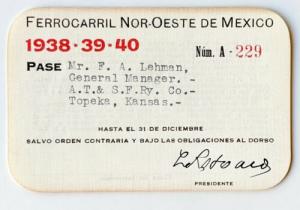 FERROCARRIL NOR-OESTE DE MEXICO
1938·39·40
Núm. A - 229
PASE Mr. F. A. Lehman,
General Manager. -
A.T.& S.F.Ry. Co-
Topeka, Kansas.-
HASTA EL 31 DE DICIEMBRE
SALVO ORDEN CONTRARIA Y BAJO LAS OBLIGACIONES AL DORSO
PRESIDENTE